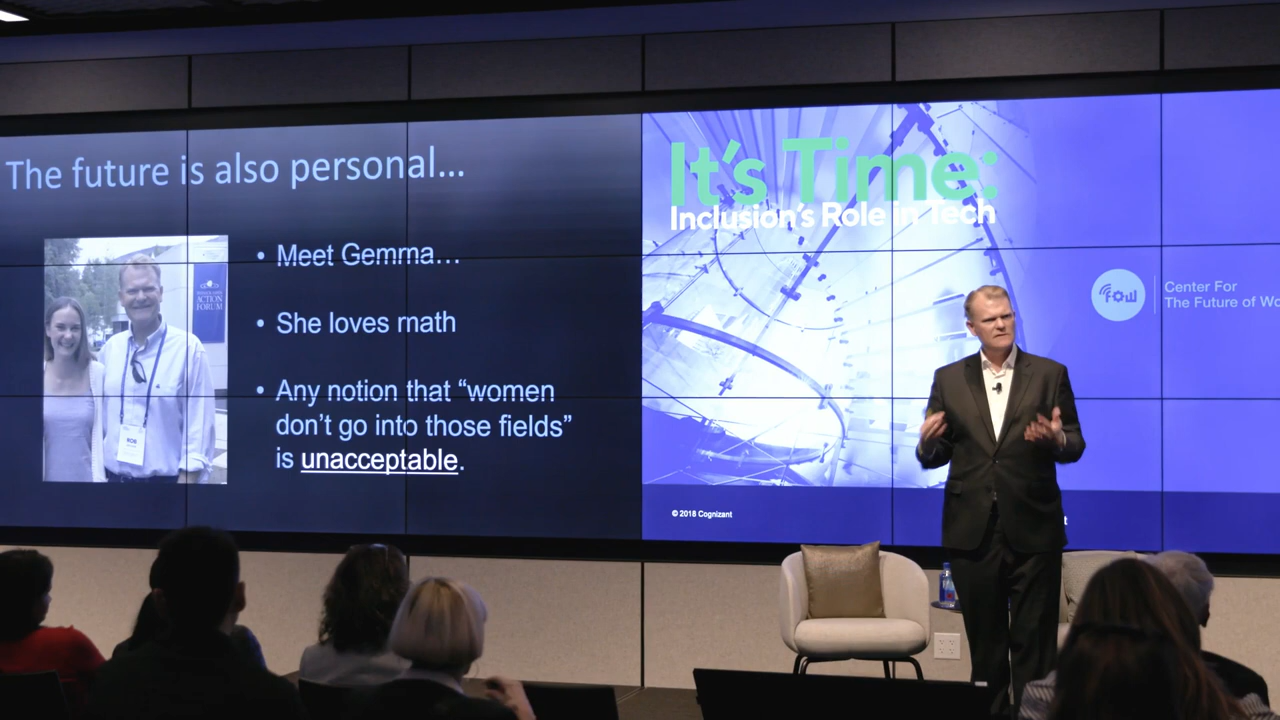 The future is also personal...
• Meet Gemma...
• She loves math
• Any notion that “women
don’t go into those fields”
is unacceptable.
ACTION
FORUM
It’s Time:
Inclusion’s Role in Tech
FOW
Center For
The Future of Wo
© 2018 Cognizant
t